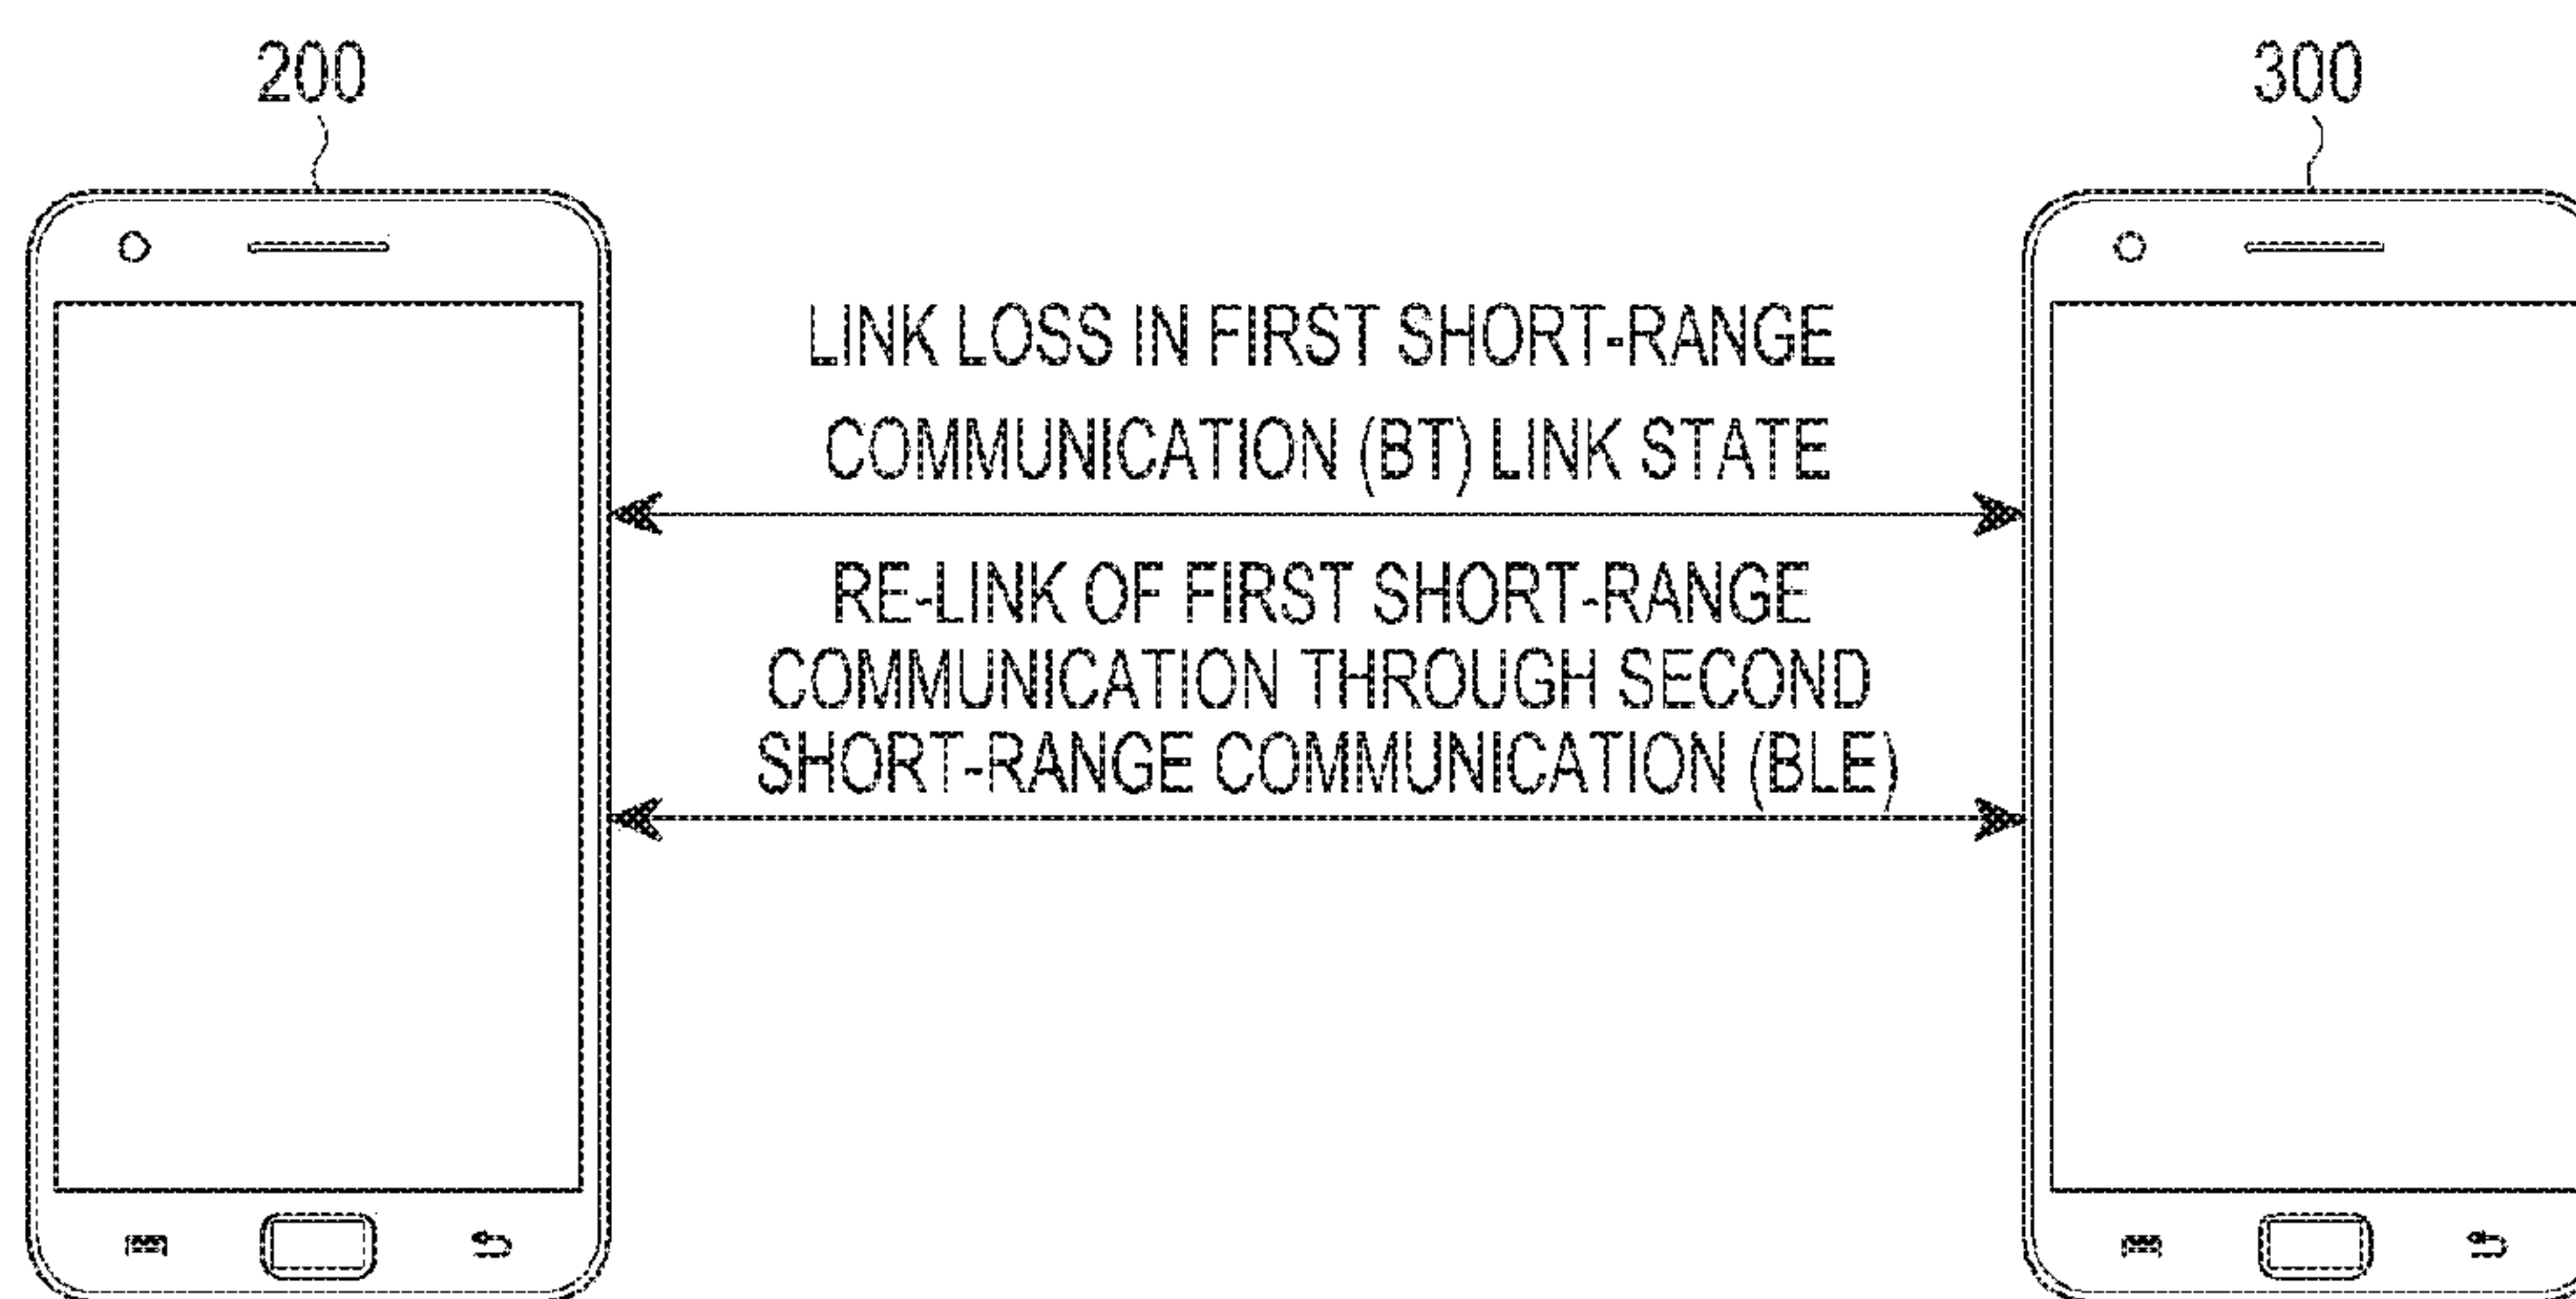 200
300
LINK LOSS IN FIRST SHORT-RANGE
COMMUNICATION (BT) LINK STATE
RE-LINK OF FIRST SHORT-RANGE
COMMUNICATION THROUGH SECOND
SHORT-RANGE COMMUNICATION (BLE)